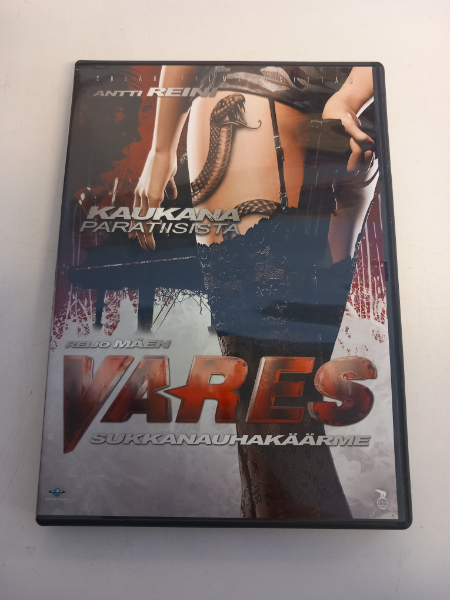 ANTTI REINI
KAUKANA
PARATIISISTA
REIJO MÄEN
VARES
SUKKANAUHAKÄÄRME